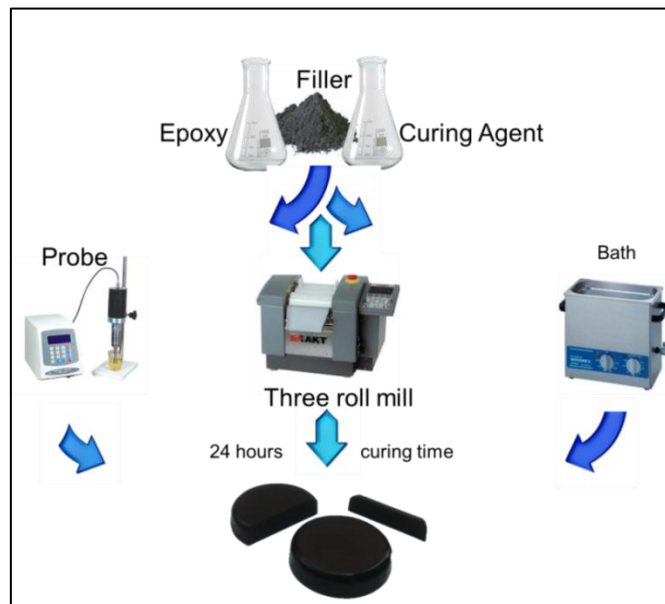 Filler
Epoxy
Curing Agent
Probe
Bath
EXAKT
Three roll mill
24 hours
curing time